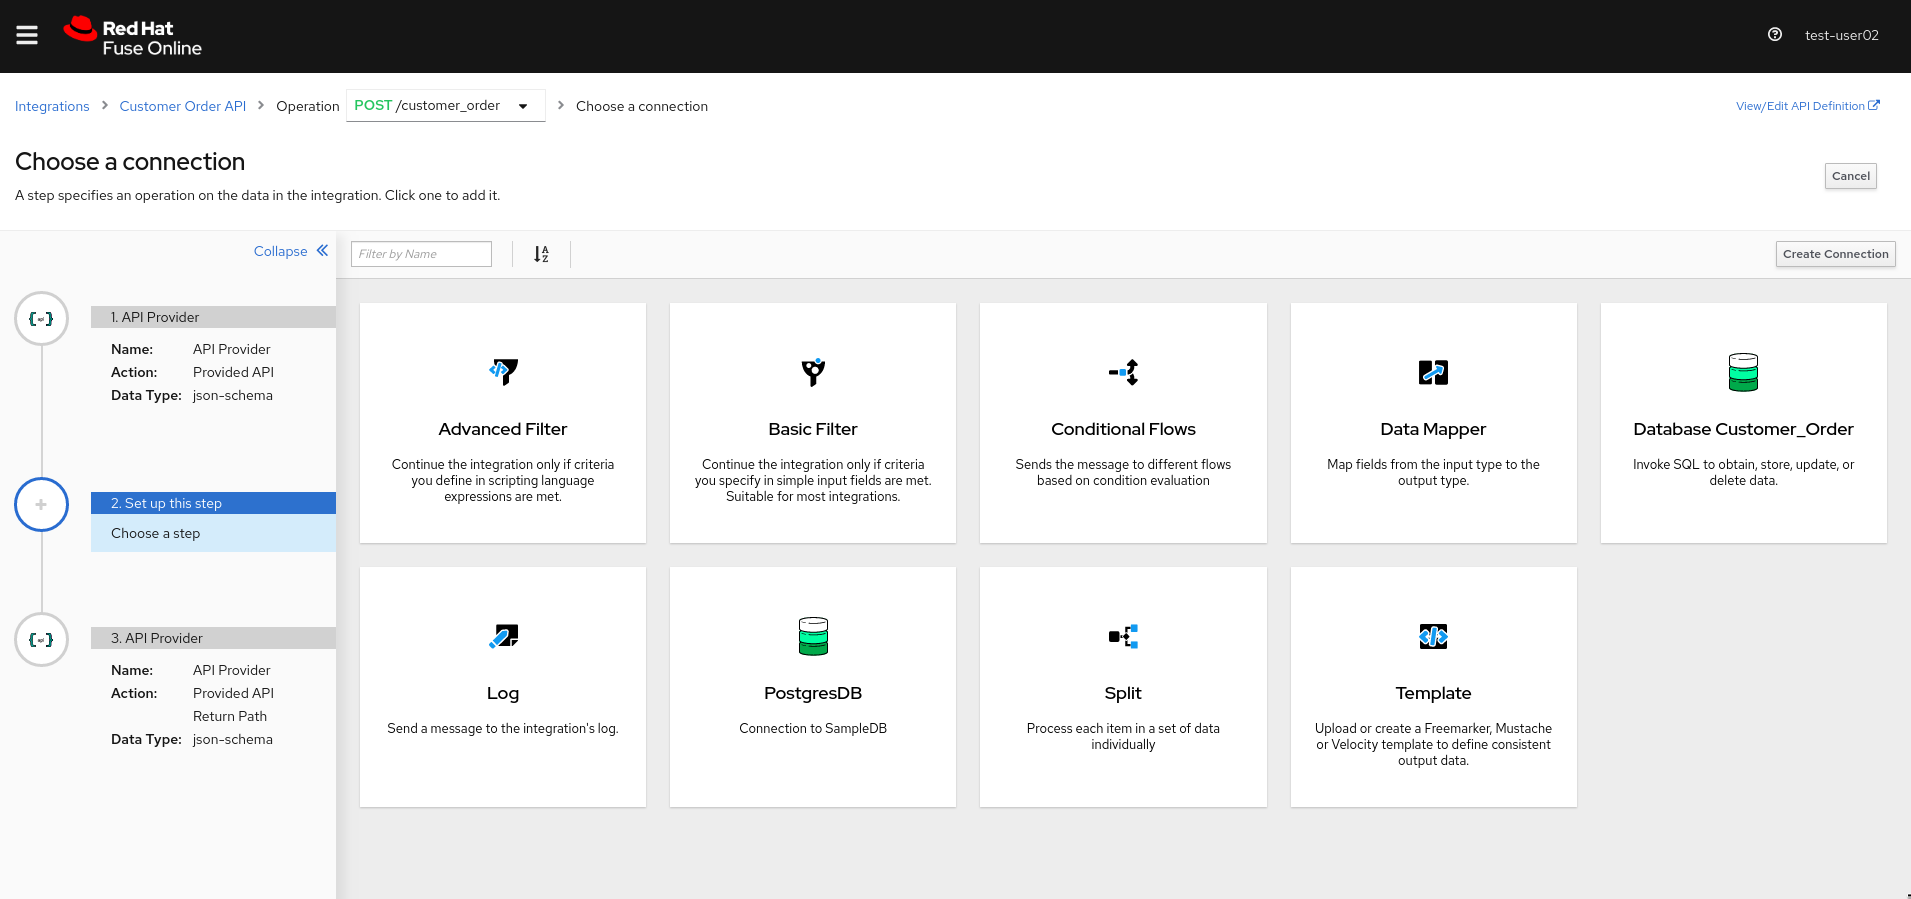 Red Hat
Fuse Online
test-user02
Integrations > Customer Order API > Operation POST /customer_order > Choose a connection
View/Edit API Definition
Choose a connection
A step specifies an operation on the data in the integration. Click one to add it.
Cancel
Collapse
Filter by Name
A
Z
Create Connection
1. API Provider
Name: API Provider
Action: Provided API
Data Type: json-schema
2. Set up this step
Choose a step
3. API Provider
Name: API Provider
Action: Provided API
Return Path
Data Type: json-schema
Advanced Filter
Continue the integration only if criteria
you define in scripting language
expressions are met.
Basic Filter
Continue the integration only if criteria
you specify in simple input fields are met.
Suitable for most integrations.
Conditional Flows
Sends the message to different flows
based on condition evaluation
Data Mapper
Map fields from the input type to the
output type.
Database Customer_Order
Invoke SQL to obtain, store, update, or
delete data.
Log
Send a message to the integration's log.
PostgresDB
Connection to SampleDB
Split
Process each item in a set of data
individually
Template
Upload or create a Freemarker, Mustache
or Velocity template to define consistent
output data.